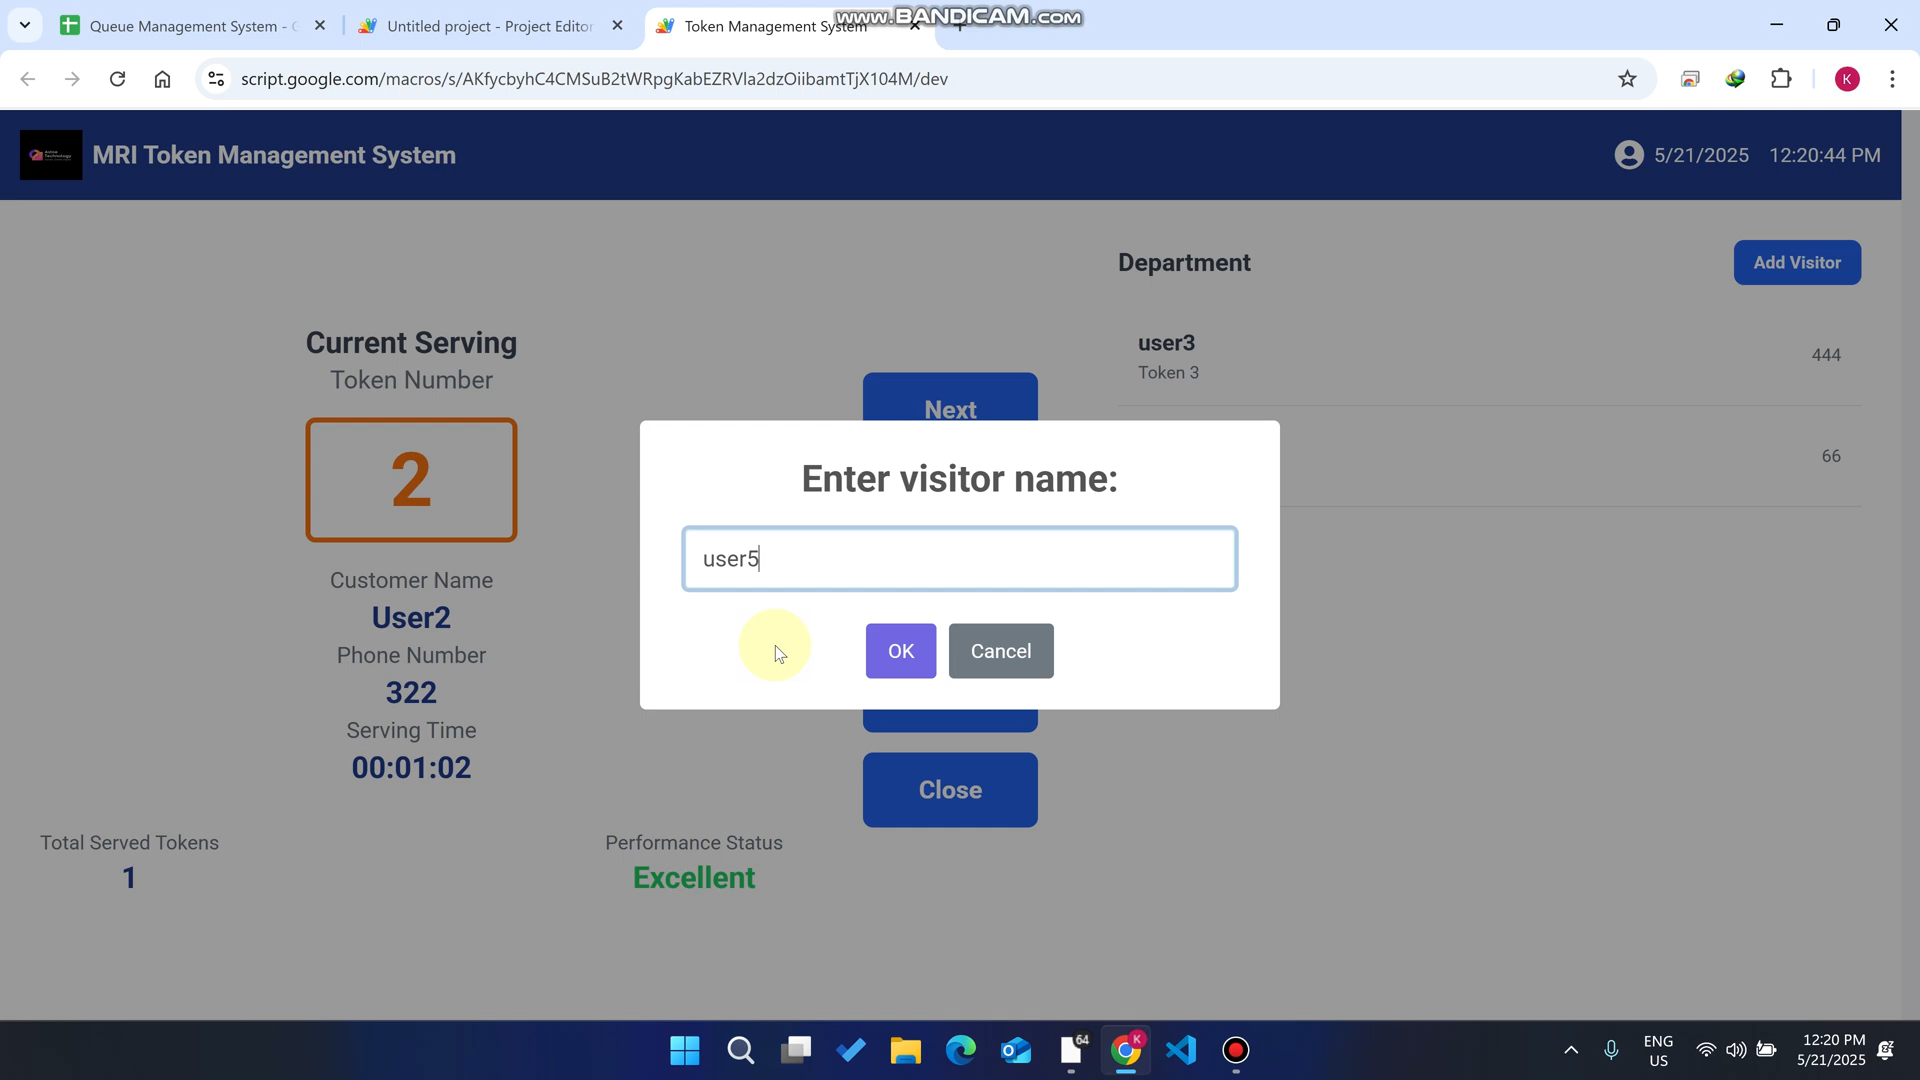 www.BANDICAM.com
Queue Management System - G
Untitled project - Project Editor
Token Management System
script.google.com/macros/s/AKfycbyhC4CMSuB2tWRpgKabEZRVla2dzOiibamtTjX104M/dev
K
MRI Token Management System
5/21/2025 12:20:44 PM
Department
Add Visitor
Current Serving
Token Number
2
Customer Name
User2
Phone Number
322
Serving Time
00:01:02
Total Served Tokens
1
Performance Status
Excellent
Next
Close
user3
Token 3
444
66
Enter visitor name:
user5
OK
Cancel
64
K
ENG
US
12:20 PM
5/21/2025